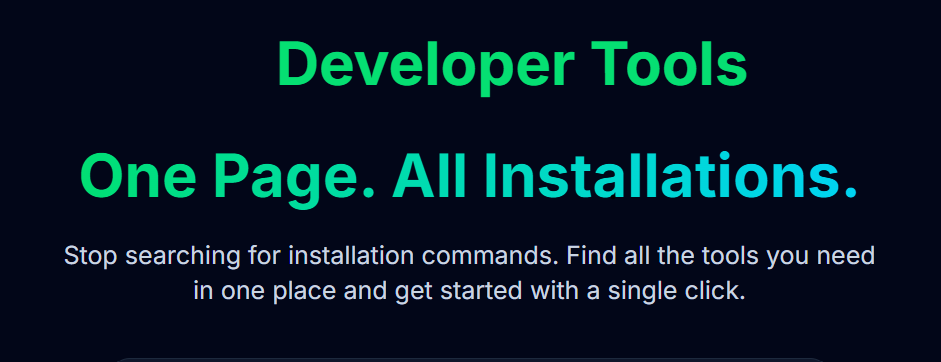 Developer Tools
One Page. All Installations.
Stop searching for installation commands. Find all the tools you need
in one place and get started with a single click.